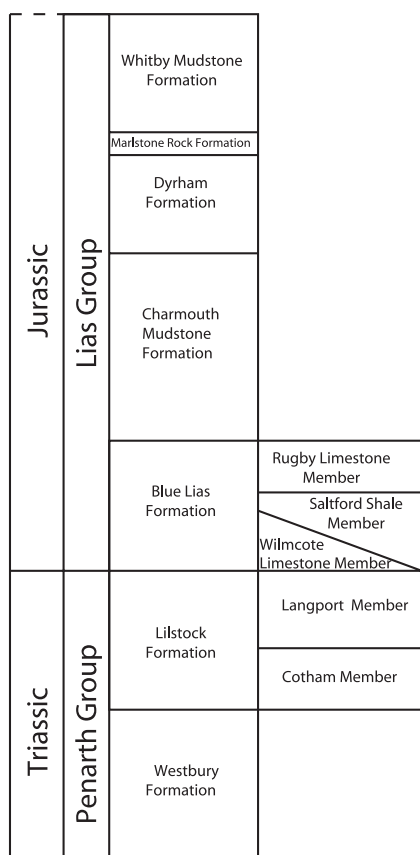 Jurassic
Triassic
Lias Group
Penarth Group
Whitby Mudstone
Formation
Marlstone Rock Formation
Dyrham
Formation
Charmouth
Mudstone
Formation
Blue Lias
Formation
Rugby Limestone
Member
Saltford Shale
Member
Wilmcote
Limestone Member
Lilstock
Formation
Langport Member
Cotham Member
Westbury
Formation